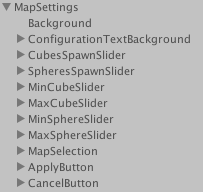 MapSettings
Background
ConfigurationTextBackground
CubesSpawnSlider
SpheresSpawnSlider
MinCubeSlider
MaxCubeSlider
MinSphereSlider
MaxSphereSlider
MapSelection
ApplyButton
CancelButton